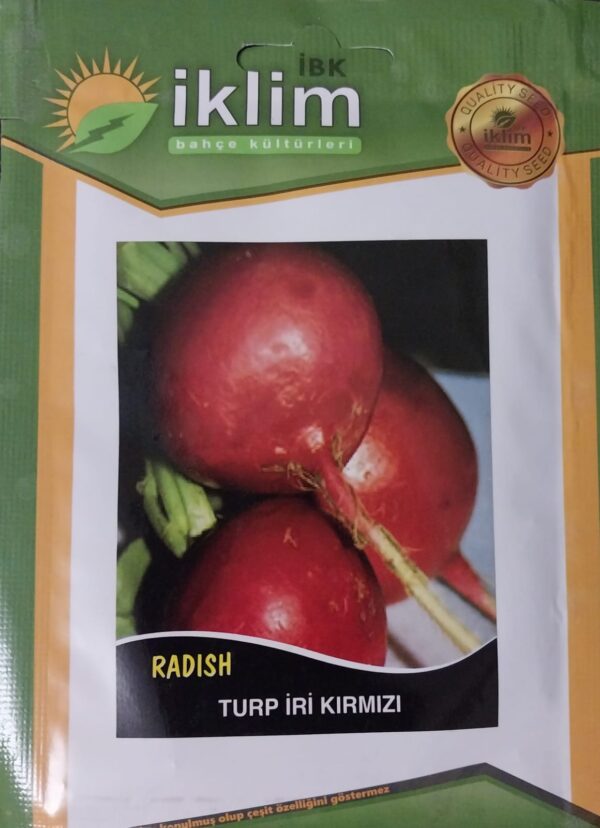 İBK
iklim
bahçe kültürleri
QUALITY SEED
iklim
QUALITY SEED
RADISH
TURP İRİ KIRMIZI
konulmuş olup çeşit özelliğini göstermez